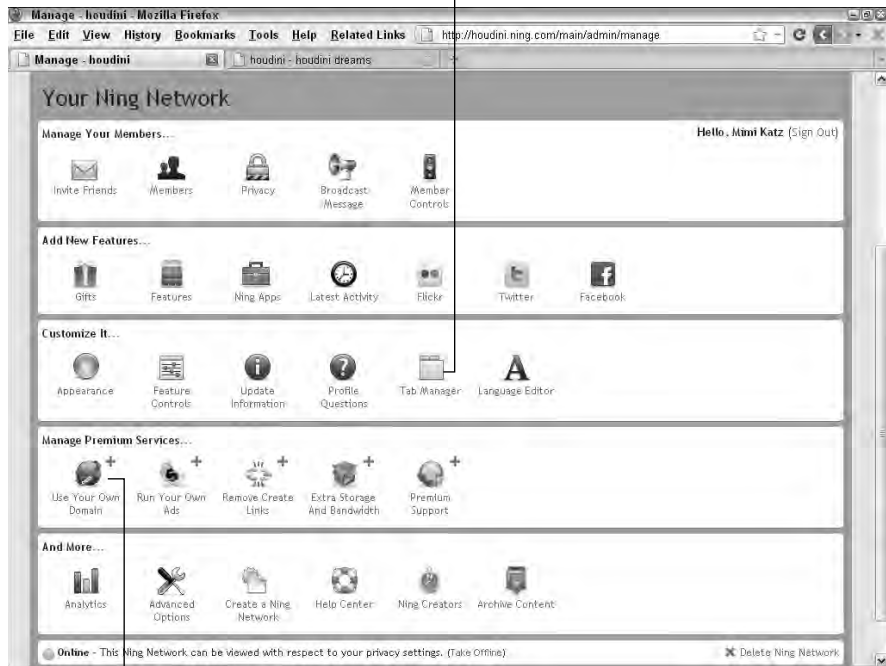 Manage - houdini - Mozilla Firefox
File Edit View History Bookmarks Tools Help Related Links http://houdini.ning.com/main/admin/manage
Manage - houdini houdini - houdini dreams
Your Ning Network
Manage Your Members... Hello, Mimi Katz (Sign Out)
Invite Friends Members Privacy Broadcast Message Member Controls
Add New Features...
Gifts Features Ning Apps Latest Activity Flickr Twitter Facebook
Customize It...
Appearance Feature Controls Update Information Profile Questions Tab Manager Language Editor
Manage Premium Services...
Use Your Own Domain Run Your Own Ads Remove Create Links Extra Storage And Bandwidth Premium Support
And More...
Analytics Advanced Options Create a Ning Network Help Center Ning Creators Archive Content
Online - This Ning Network can be viewed with respect to your privacy settings. (Take Offline) Delete Ning Network